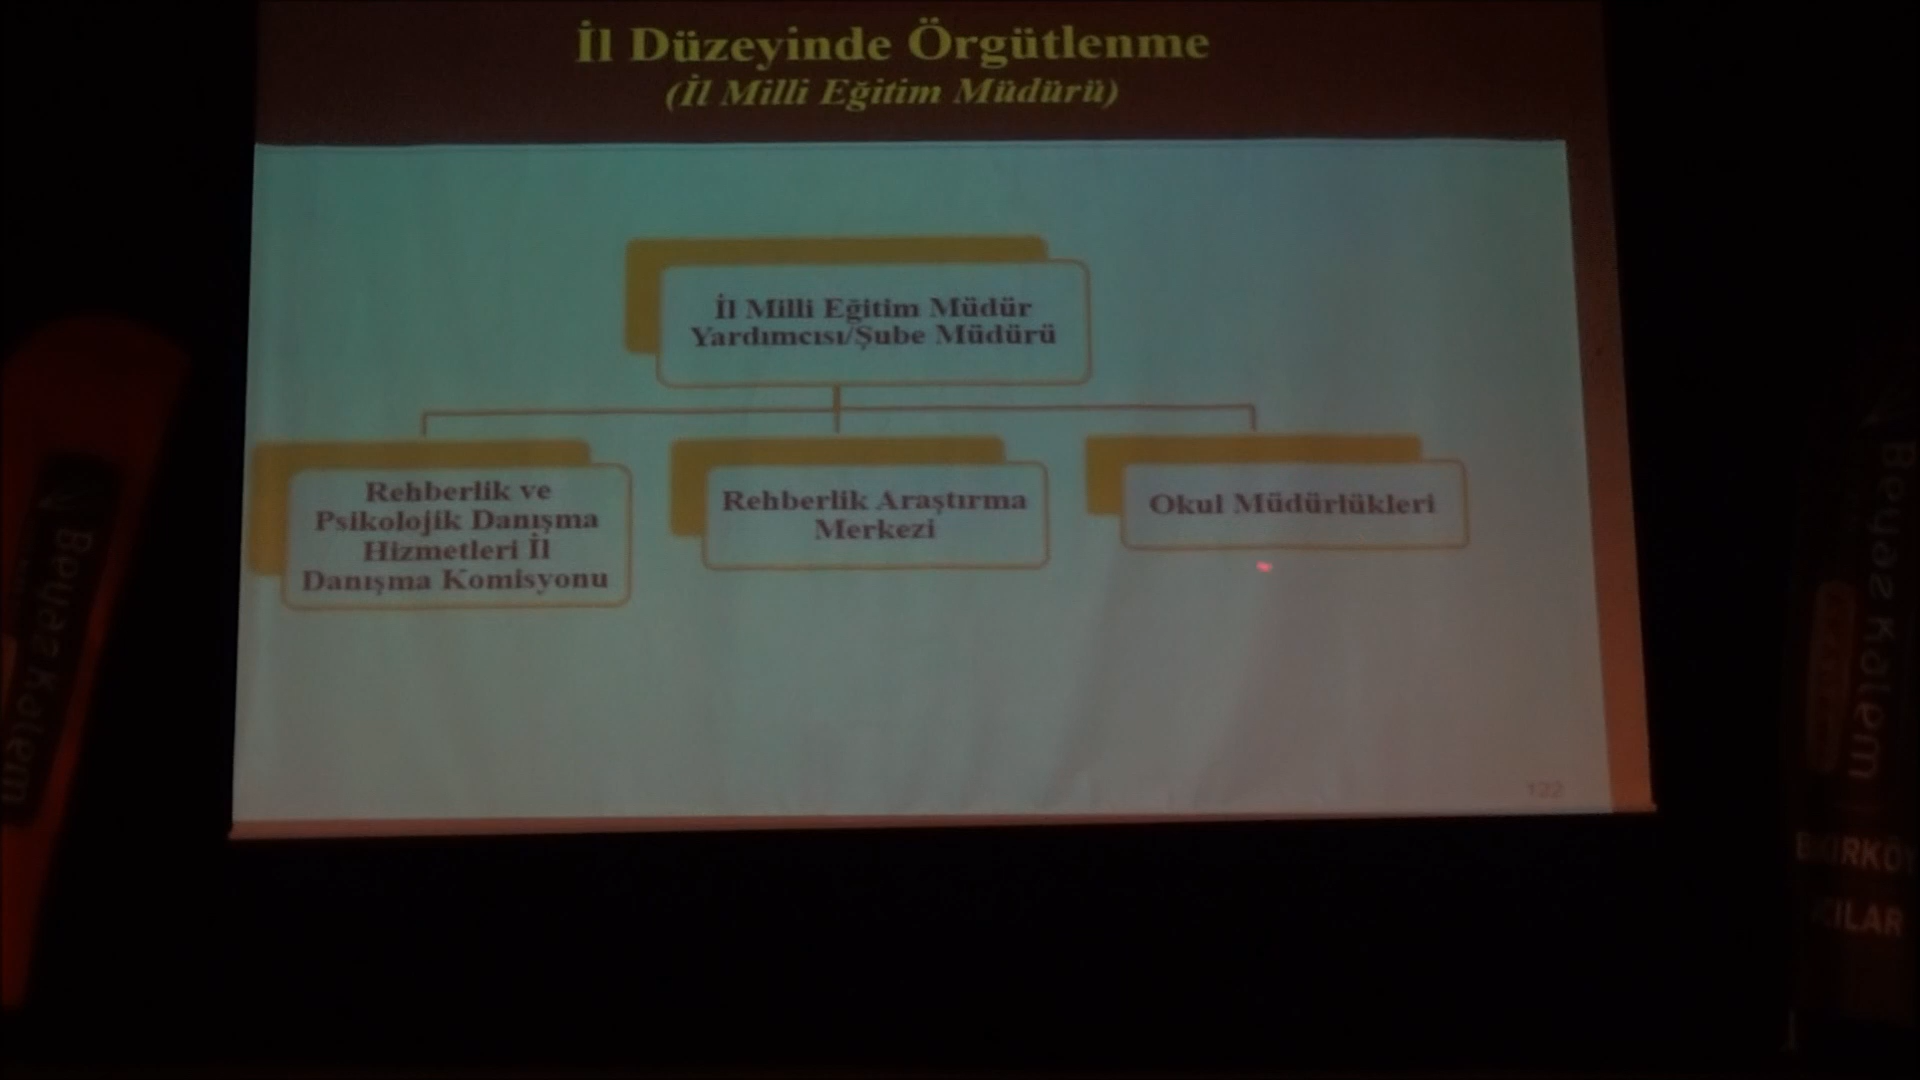 İl Düzeyinde Örgütlenme
(İl Milli Eğitim Müdürü)
İl Milli Eğitim Müdür
Yardımcısı/Şube Müdürü
Rehberlik ve
Psikolojik Danışma
Hizmetleri İl
Danışma Komisyonu
Rehberlik Araştırma
Merkezi
Okul Müdürlükleri
122
Beyaz Kalem
Beyaz Kalem